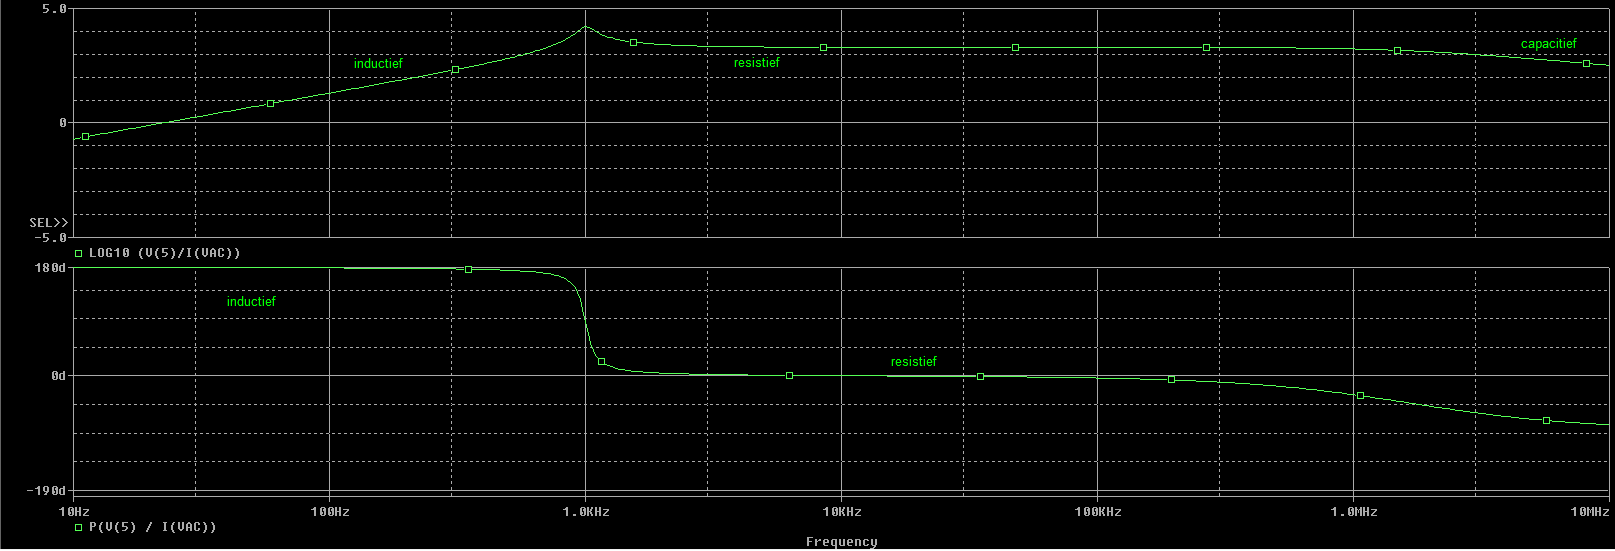 5.0
capacitief
inductief
resistief
0
SEL>>
-5.0
LOG10 (V(5)/I(VAC))
180d
inductief
resistief
0d
-190d
10Hz 100Hz 1.0KHz 10KHz 100KHz 1.0MHz 10MHz
P(V(5) / I(VAC))
Frequency